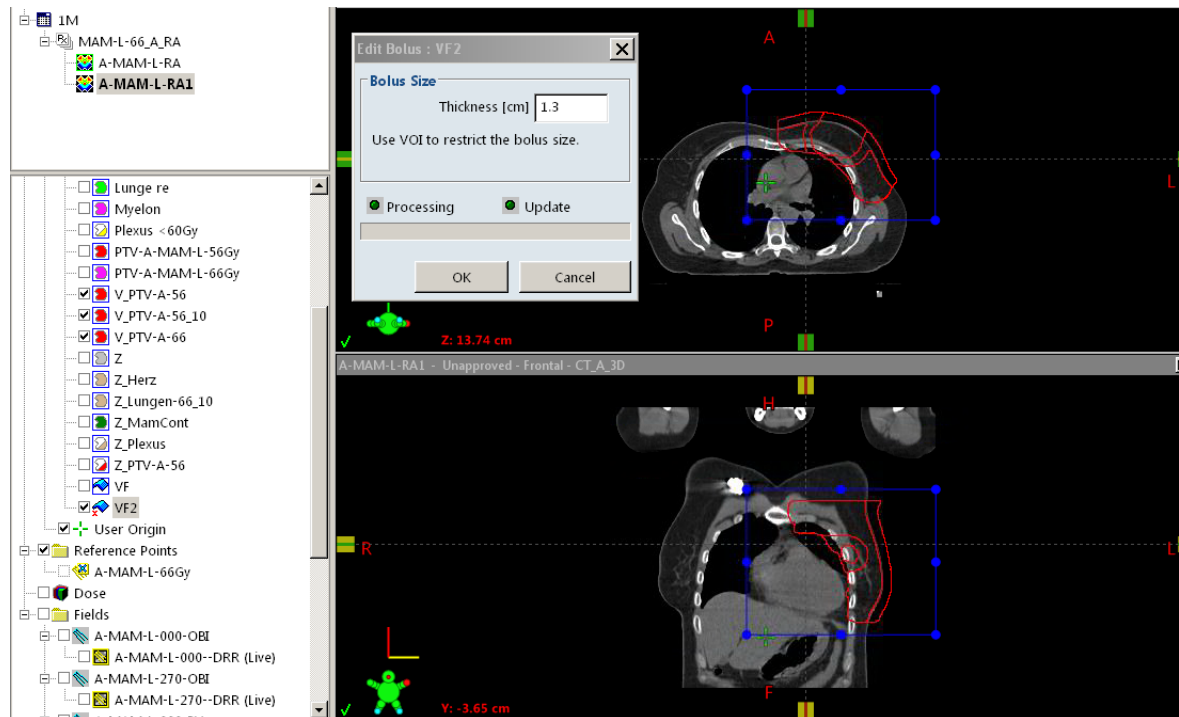 1M
MAM-L-66_A_RA
A-MAM-L-RA
A-MAM-L-RA1
Lunge re
Myelon
Plexus <60Gy
PTV-A-MAM-L-56Gy
PTV-A-MAM-L-66Gy
V_PTV-A-56
V_PTV-A-56_10
V_PTV-A-66
Z
Z_Herz
Z_Lungen-66_10
Z_MamCont
Z_Plexus
Z_PTV-A-56
VF
VF2
User Origin
Reference Points
A-MAM-L-66Gy
Dose
Fields
A-MAM-L-000-OBI
A-MAM-L-000--DRR (Live)
A-MAM-L-270-OBI
A-MAM-L-270--DRR (Live)
Edit Bolus : VF2
Bolus Size
Thickness [cm] 1.3
Use VOI to restrict the bolus size.
Processing Update
OK Cancel
A
L
P
Z: 13.74 cm
A-MAM-L-RA1 - Unapproved - Frontal - CT_A_3D
H
R
L
F
Y: -3.65 cm